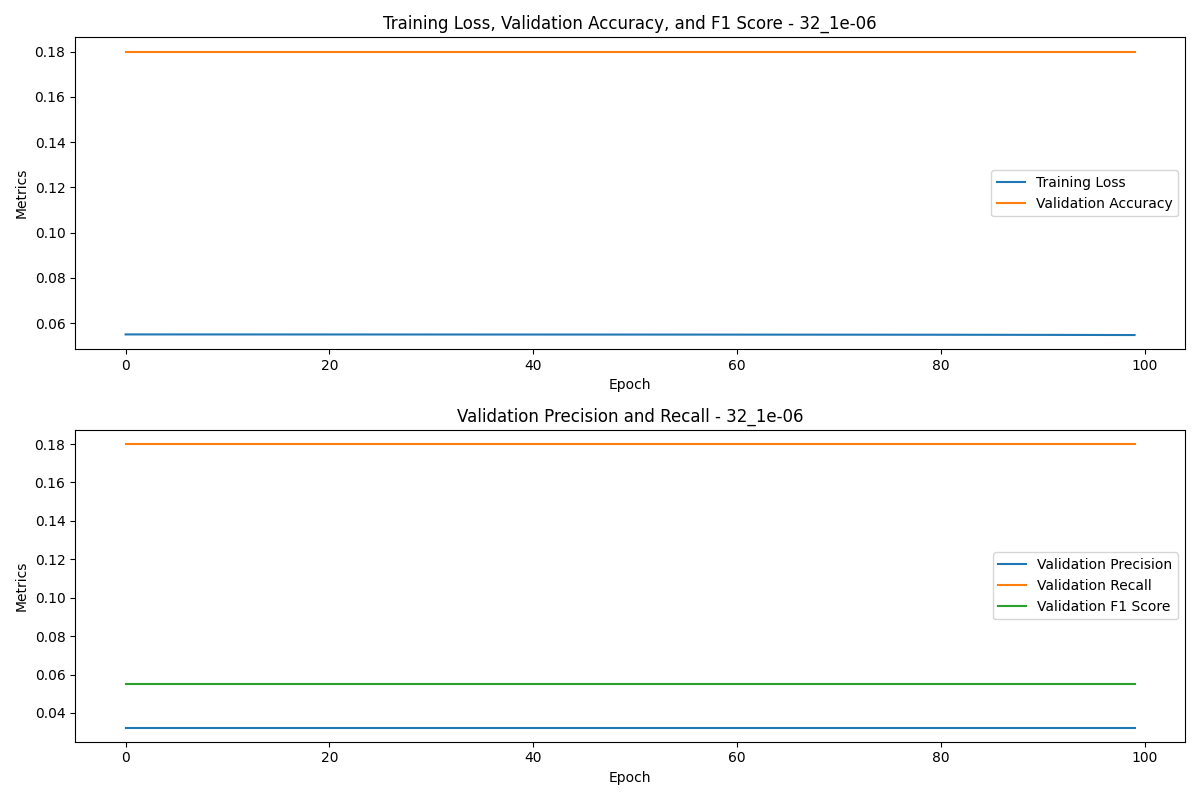 Training Loss, Validation Accuracy, and F1 Score - 32_1e-06
0.18
0.16
0.14
0.12
0.10
0.08
0.06
Metrics
Training Loss
Validation Accuracy
0 20 40 60 80 100
Epoch
Validation Precision and Recall - 32_1e-06
0.18
0.16
0.14
0.12
0.10
0.08
0.06
0.04
Metrics
Validation Precision
Validation Recall
Validation F1 Score
0 20 40 60 80 100
Epoch